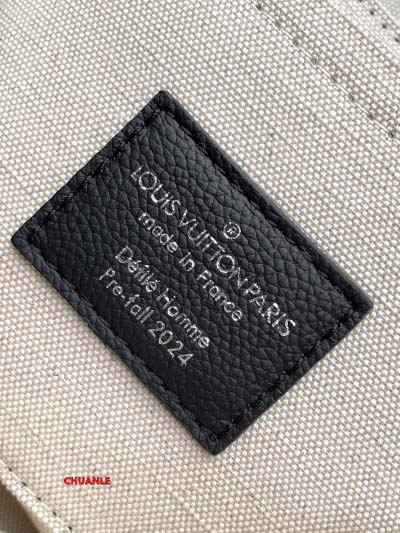 ®
LOUIS VUITTON PARIS
made in France
Défilé Homme
Pre-fall 2024
CHUANLE